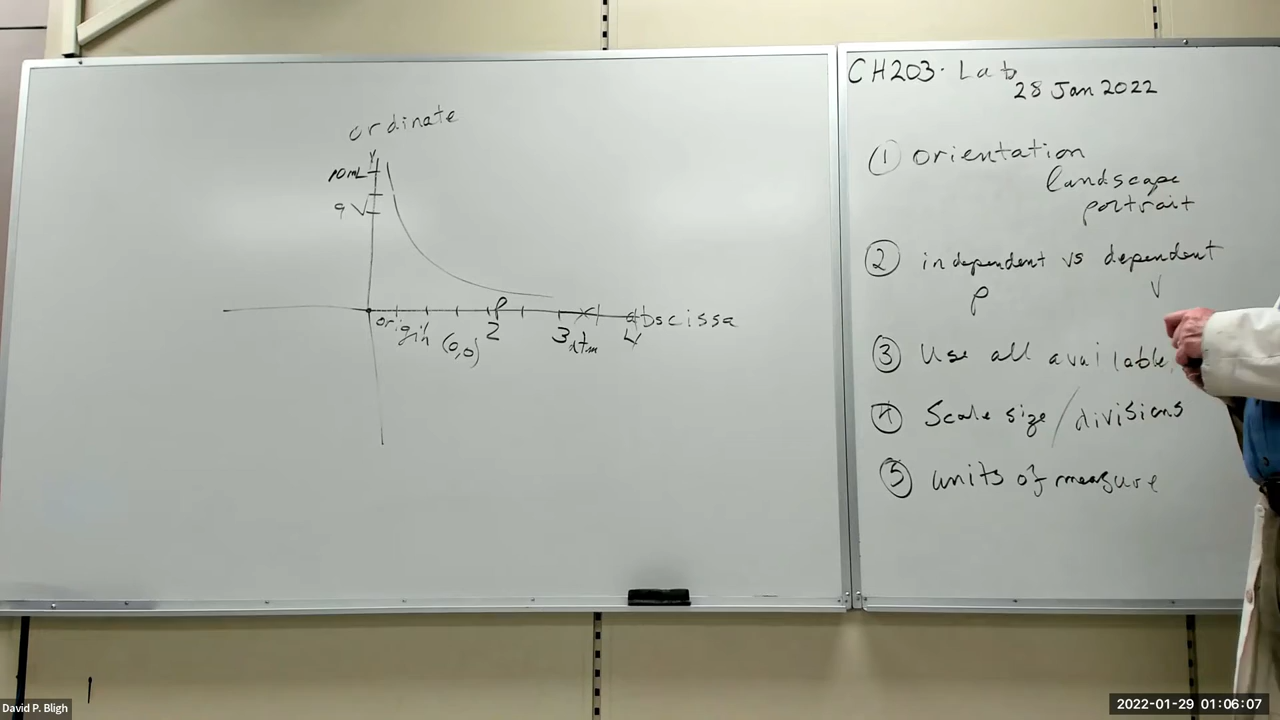 ordinate
y
10 mL
9 V
origin
(0,0)
2
P
3
atm
4
abscissa
CH203. Lab
28 Jan 2022
① orientation
landscape
portrait
② independent vs dependent
P V
③ Use all available
④ Scale size / divisions
⑤ units of measure
David P. Bligh
2022-01-29 01:06:07